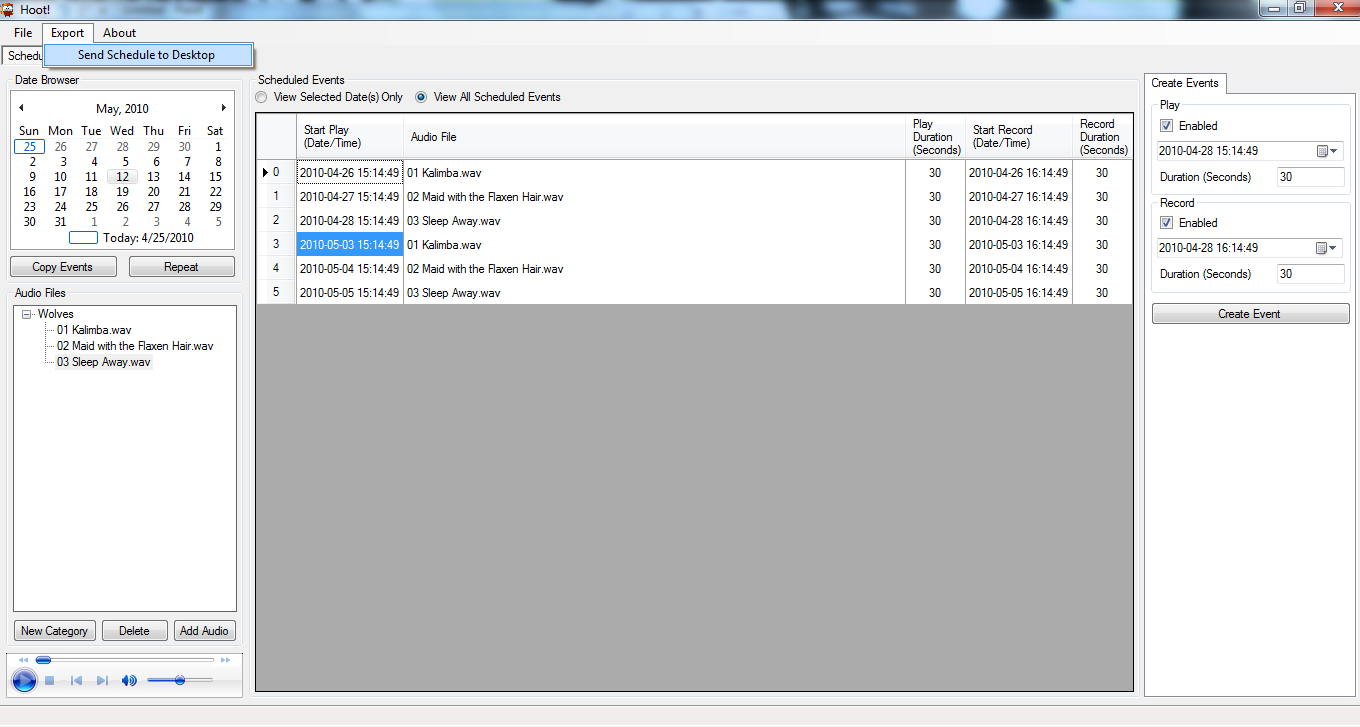 Hoot!
File Export About
Schedu
Send Schedule to Desktop
Date Browser
May, 2010
Sun Mon Tue Wed Thu Fri Sat
25 26 27 28 29 30 1
2 3 4 5 6 7 8
9 10 11 12 13 14 15
16 17 18 19 20 21 22
23 24 25 26 27 28 29
30 31 1 2 3 4 5
Today: 4/25/2010
Copy Events Repeat
Audio Files
Wolves
01 Kalimba.wav
02 Maid with the Flaxen Hair.wav
03 Sleep Away.wav
New Category Delete Add Audio
Scheduled Events
View Selected Date(s) Only View All Scheduled Events
Start Play
(Date/Time)
Audio File
Play
Duration
(Seconds)
Start Record
(Date/Time)
Record
Duration
(Seconds)
0 2010-04-26 15:14:49 01 Kalimba.wav 30 2010-04-26 16:14:49 30
1 2010-04-27 15:14:49 02 Maid with the Flaxen Hair.wav 30 2010-04-27 16:14:49 30
2 2010-04-28 15:14:49 03 Sleep Away.wav 30 2010-04-28 16:14:49 30
3 2010-05-03 15:14:49 01 Kalimba.wav 30 2010-05-03 16:14:49 30
4 2010-05-04 15:14:49 02 Maid with the Flaxen Hair.wav 30 2010-05-04 16:14:49 30
5 2010-05-05 15:14:49 03 Sleep Away.wav 30 2010-05-05 16:14:49 30
Create Events
Play
Enabled
2010-04-28 15:14:49
Duration (Seconds) 30
Record
Enabled
2010-04-28 16:14:49
Duration (Seconds) 30
Create Event